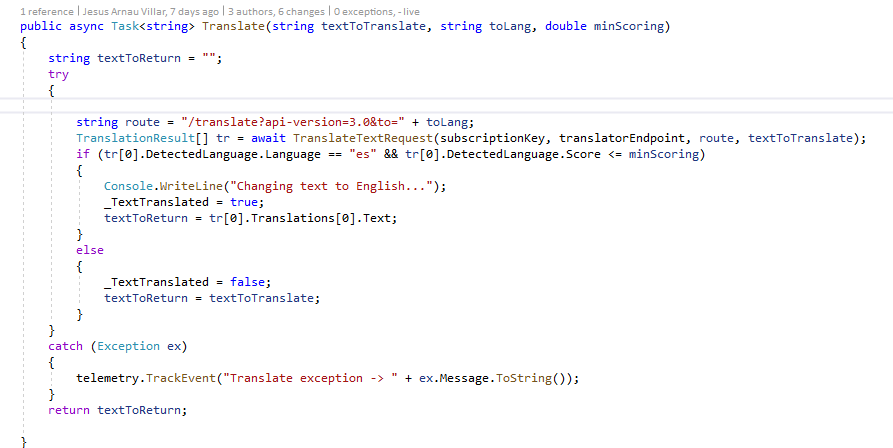 1 reference | Jesus Arnau Villar, 7 days ago | 3 authors, 6 changes | 0 exceptions, - live
public async Task<string> Translate(string textToTranslate, string toLang, double minScoring)
{
    string textToReturn = "";
    try
    {
        string route = "/translate?api-version=3.0&to=" + toLang;
        TranslationResult[] tr = await TranslateTextRequest(subscriptionKey, translatorEndpoint, route, textToTranslate);
        if (tr[0].DetectedLanguage.Language == "es" && tr[0].DetectedLanguage.Score <= minScoring)
        {
            Console.WriteLine("Changing text to English...");
            _TextTranslated = true;
            textToReturn = tr[0].Translations[0].Text;
        }
        else
        {
            _TextTranslated = false;
            textToReturn = textToTranslate;
        }
    }
    catch (Exception ex)
    {
        telemetry.TrackEvent("Translate exception -> " + ex.Message.ToString());
    }
    return textToReturn;
}